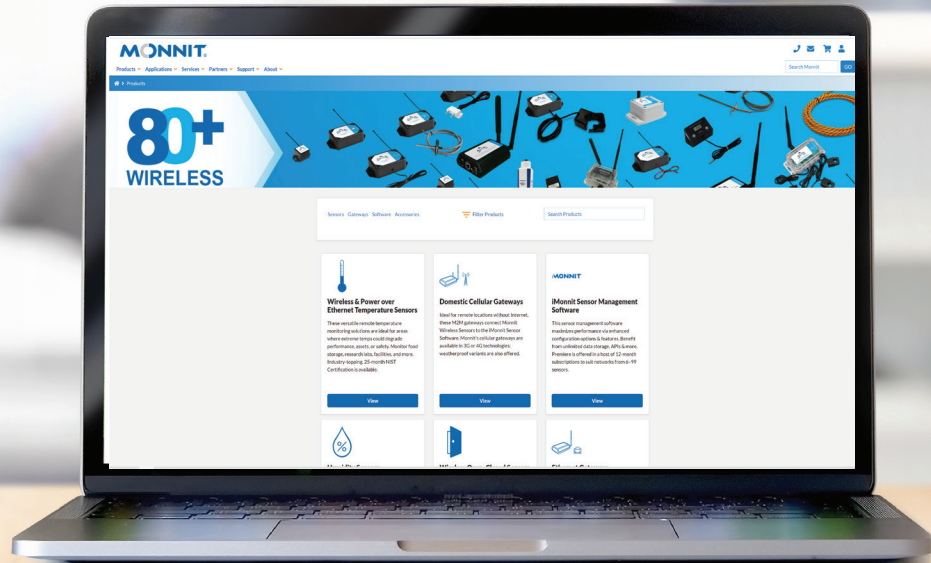 MONNIT
Products Applications Services Partners Support About
Search Monnit GO
Products
80+
WIRELESS
Sensors Gateways Software Accessories
Filter Products
Search Products
Wireless & Power over
Ethernet Temperature Sensors
These versatile remote temperature
monitoring solutions are ideal for areas
where extreme temps could degrade
performance, assets, or safety. Monitor food
storage, research labs, facilities, and more.
Industry-topping, 25-month NIST
Certification is available.
View
Domestic Cellular Gateways
Ideal for remote locations without Internet,
these M2M gateways connect Monnit
Wireless Sensors to the iMonnit Sensor
Software. Monnit's cellular gateways are
available in 3G or 4G technologies;
weatherproof variants are also offered.
View
iMONNIT
iMonnit Sensor Management
Software
This sensor management software
maximizes performance via enhanced
configuration options & features. Benefit
from unlimited data storage, APIs & more.
Premiere is offered in a host of 12-month
subscriptions to suit networks from 6–99
sensors.
View
%